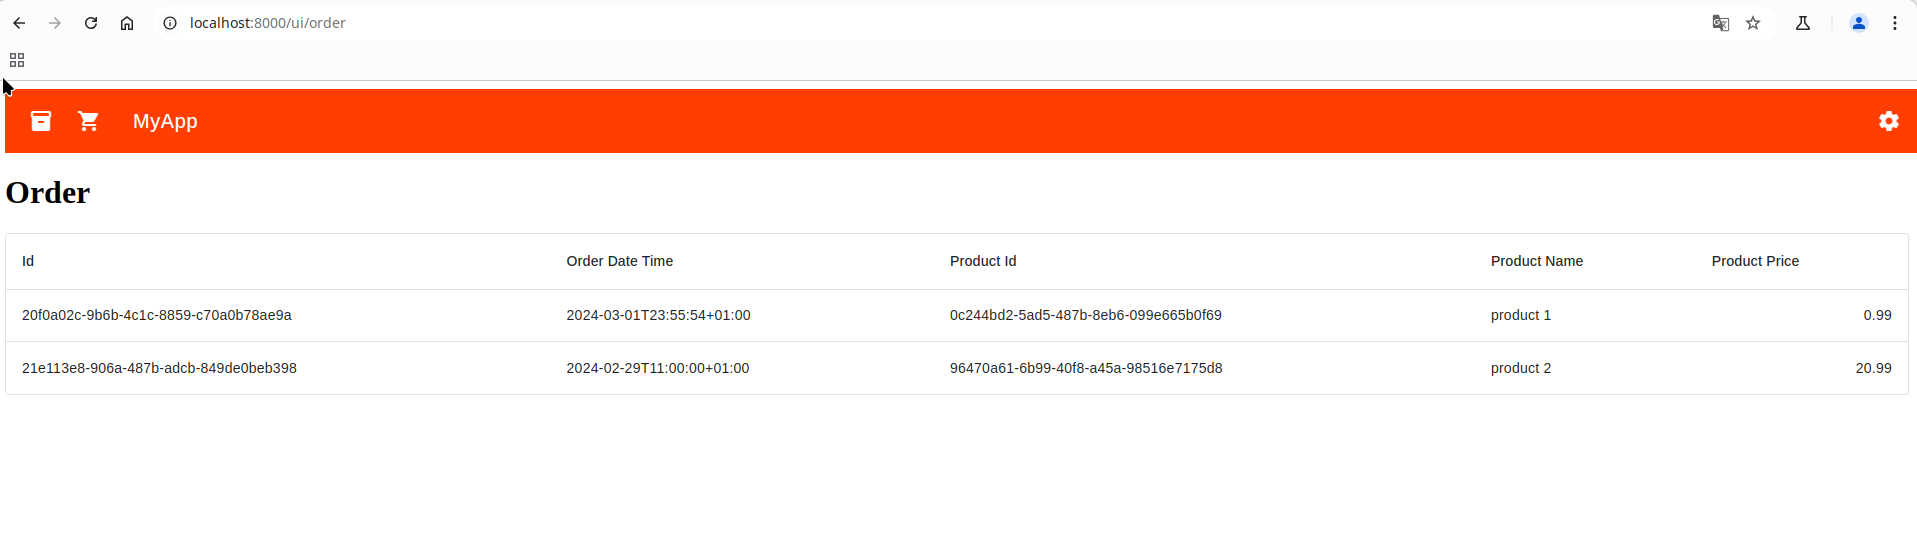 localhost:8000/ui/order
MyApp
Order
Id Order Date Time Product Id Product Name Product Price
20f0a02c-9b6b-4c1c-8859-c70a0b78ae9a 2024-03-01T23:55:54+01:00 0c244bd2-5ad5-487b-8eb6-099e665b0f69 product 1 0.99
21e113e8-906a-487b-adcb-849de0beb398 2024-02-29T11:00:00+01:00 96470a61-6b99-40f8-a45a-98516e7175d8 product 2 20.99